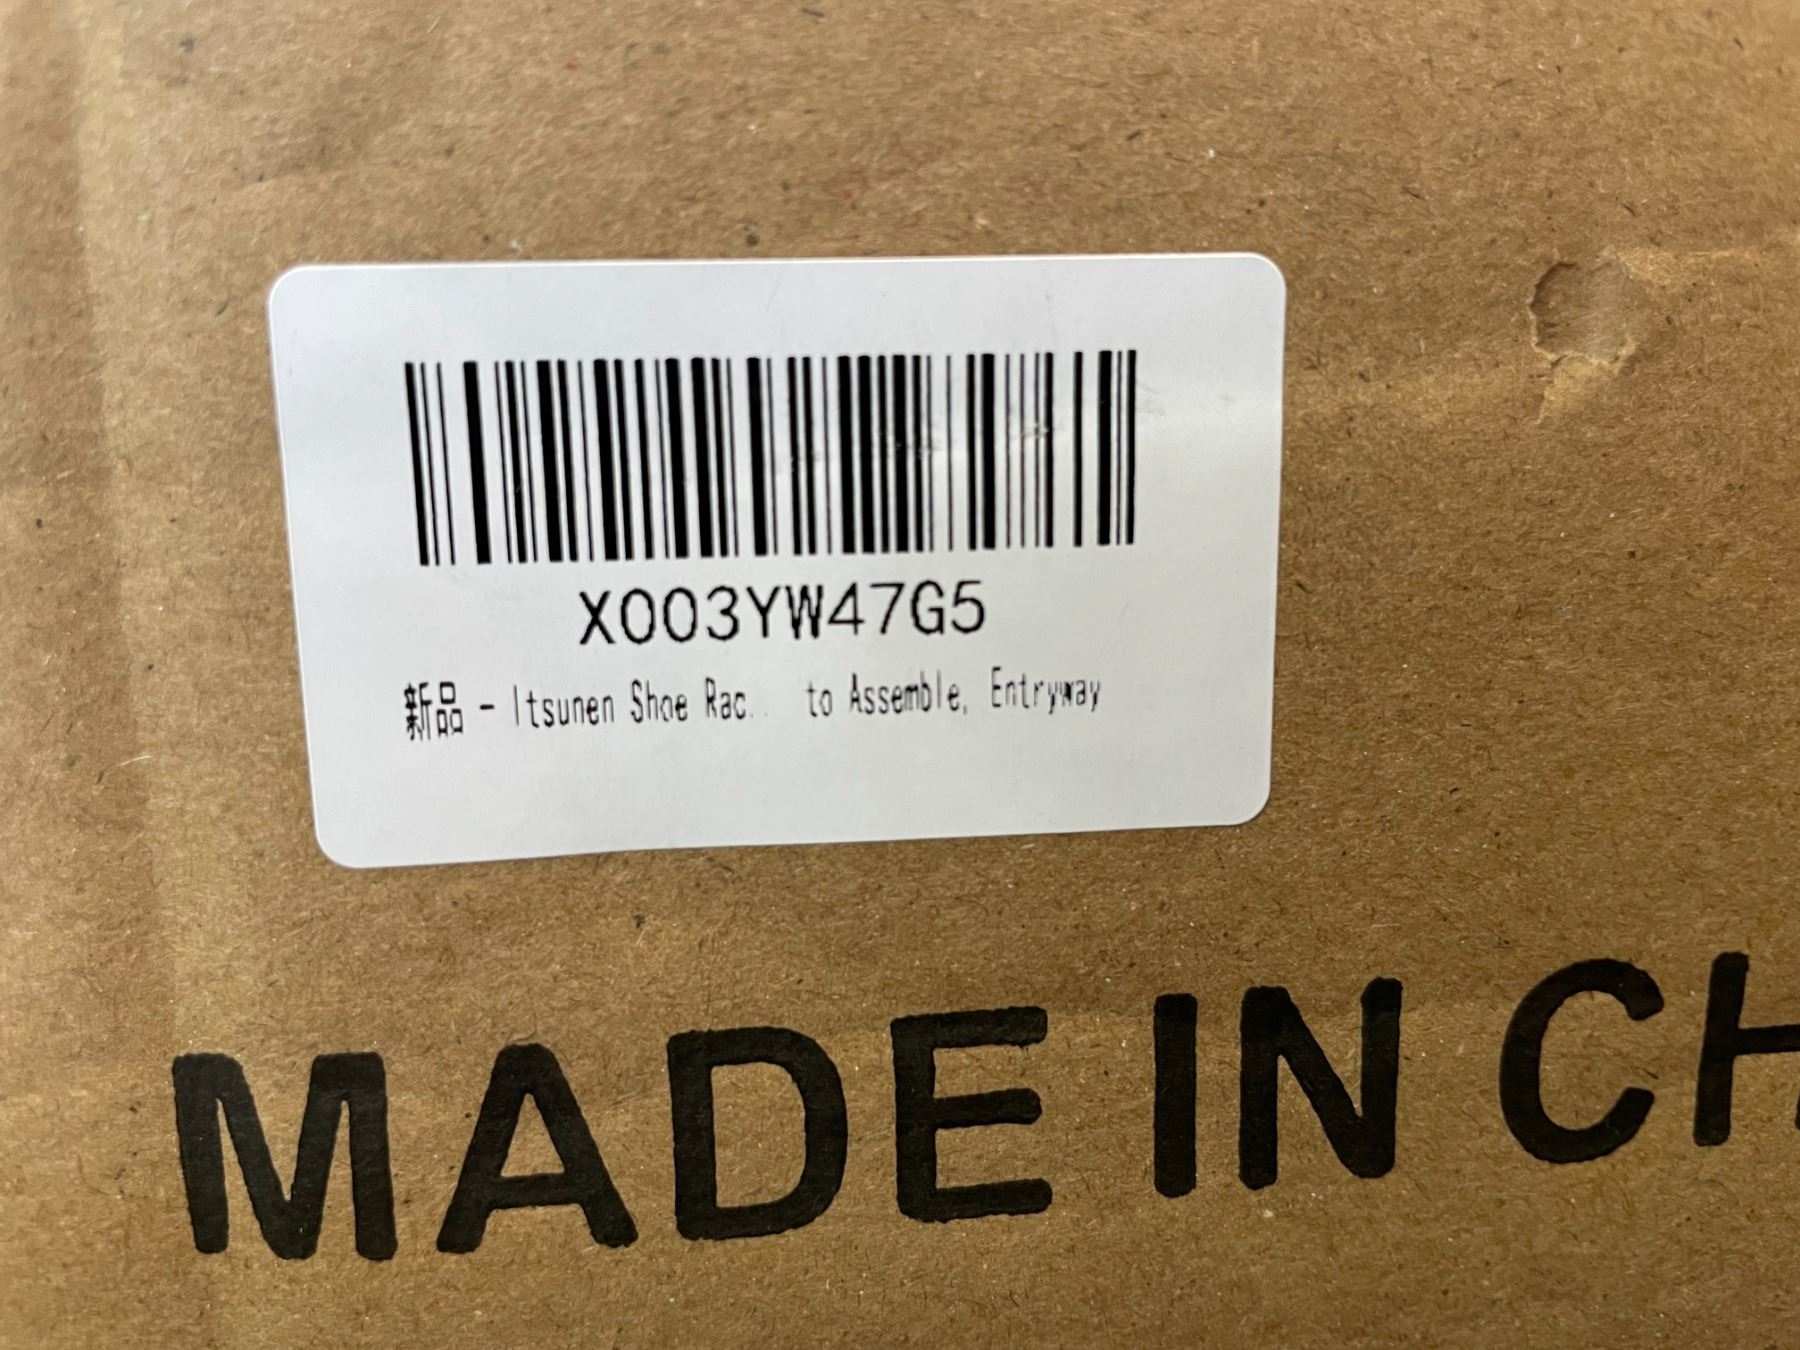 X003YW47G5
新品 - Itsunen Shoe Rac.. to Assemble, Entryway
MADE IN CH